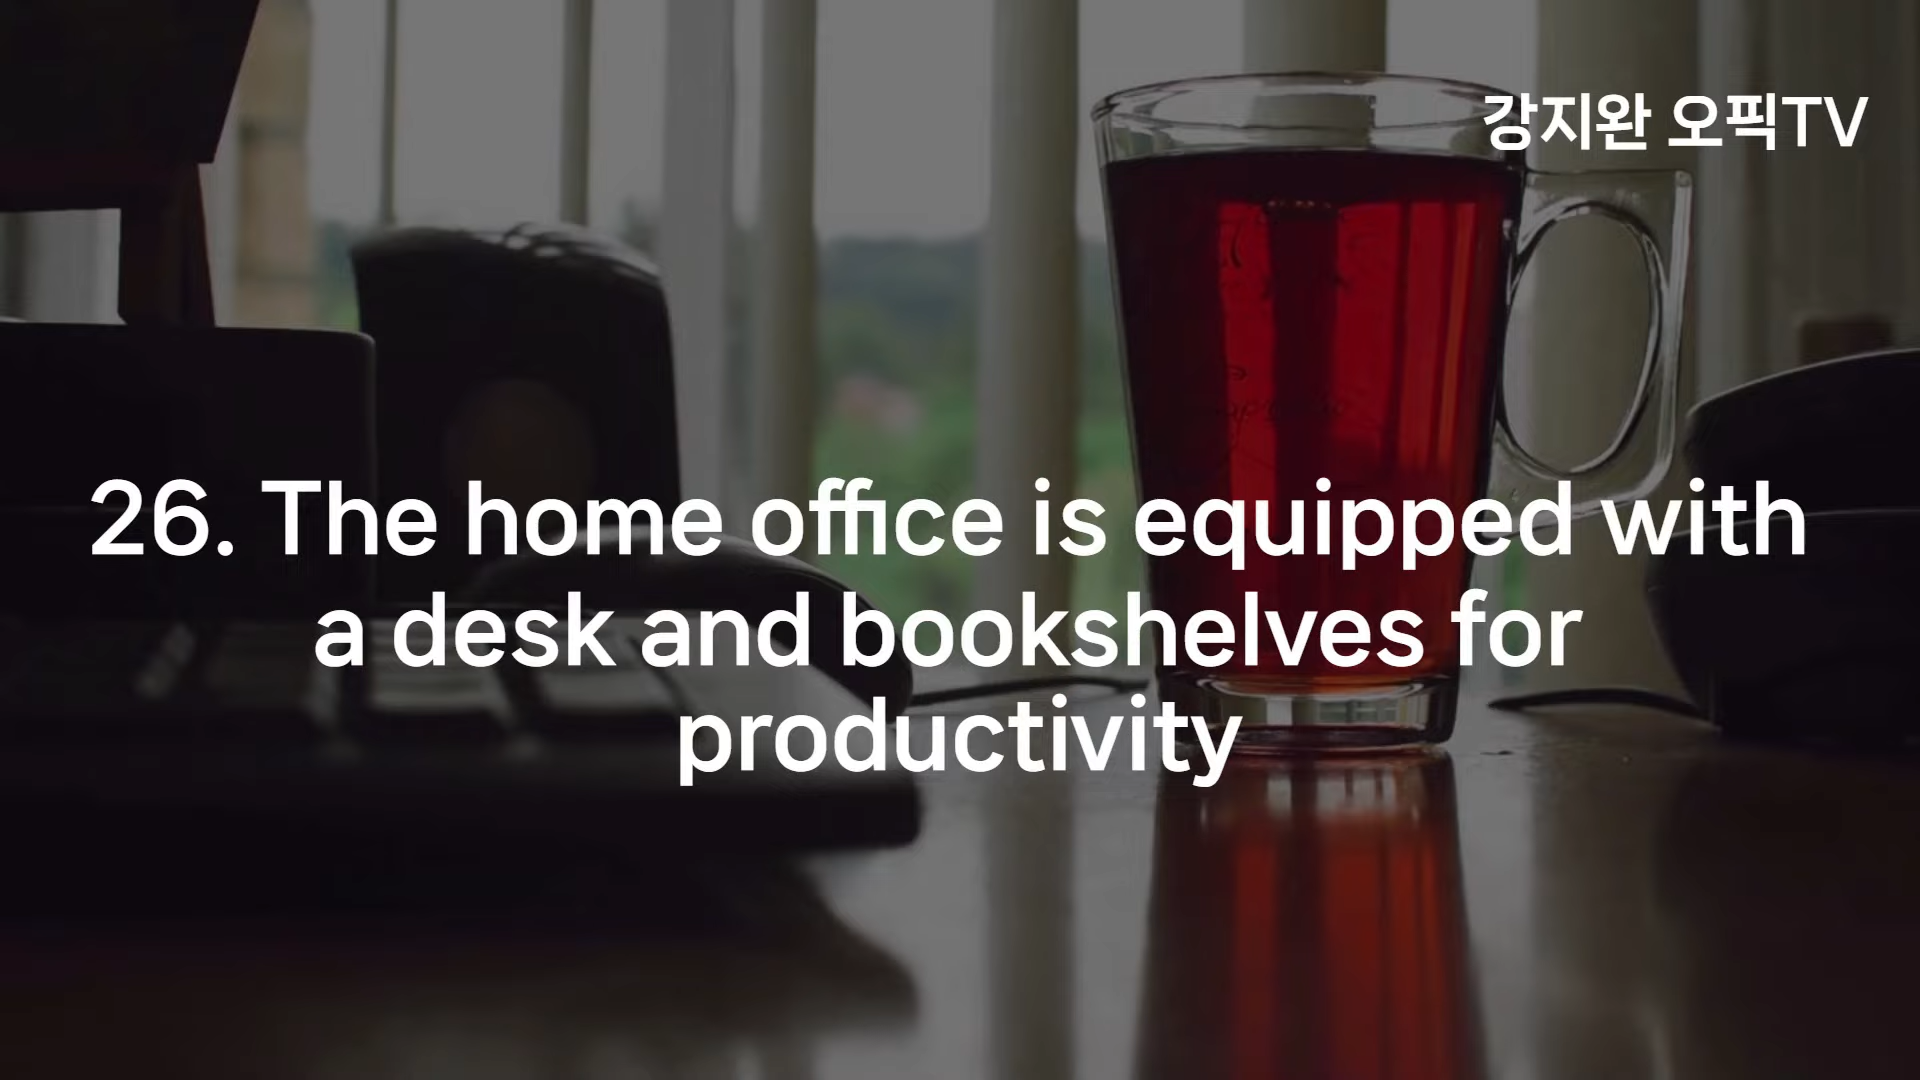 강지완 오픽TV
26. The home office is equipped with
a desk and bookshelves for
productivity